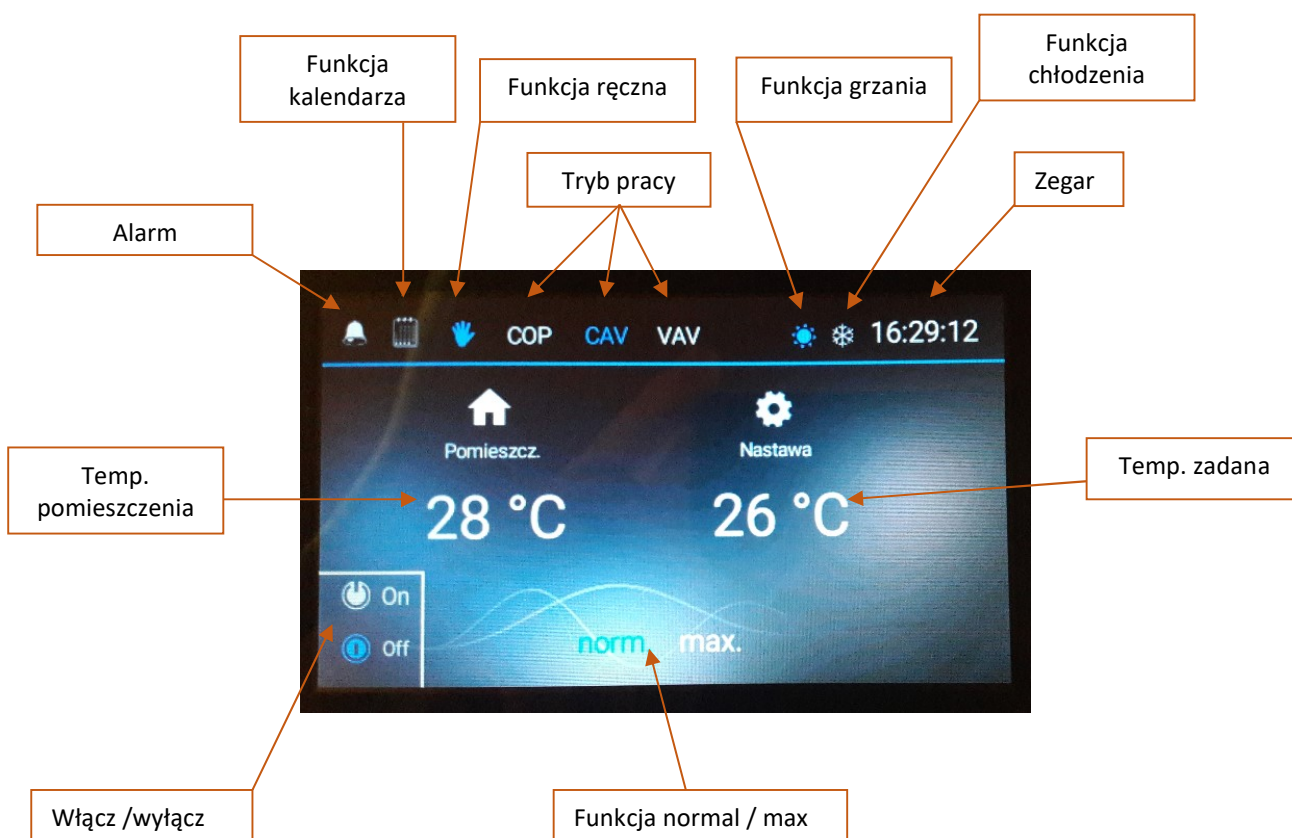 Funkcja
chłodzenia
Funkcja
kalendarza
Funkcja ręczna
Funkcja grzania
Tryb pracy
Zegar
Alarm
COP CAV VAV 16:29:12
Pomieszcz. Nastawa
Temp.
pomieszczenia
28 °C 26 °C
Temp. zadana
On
Off
norm. max.
Włącz /wyłącz
Funkcja normal / max